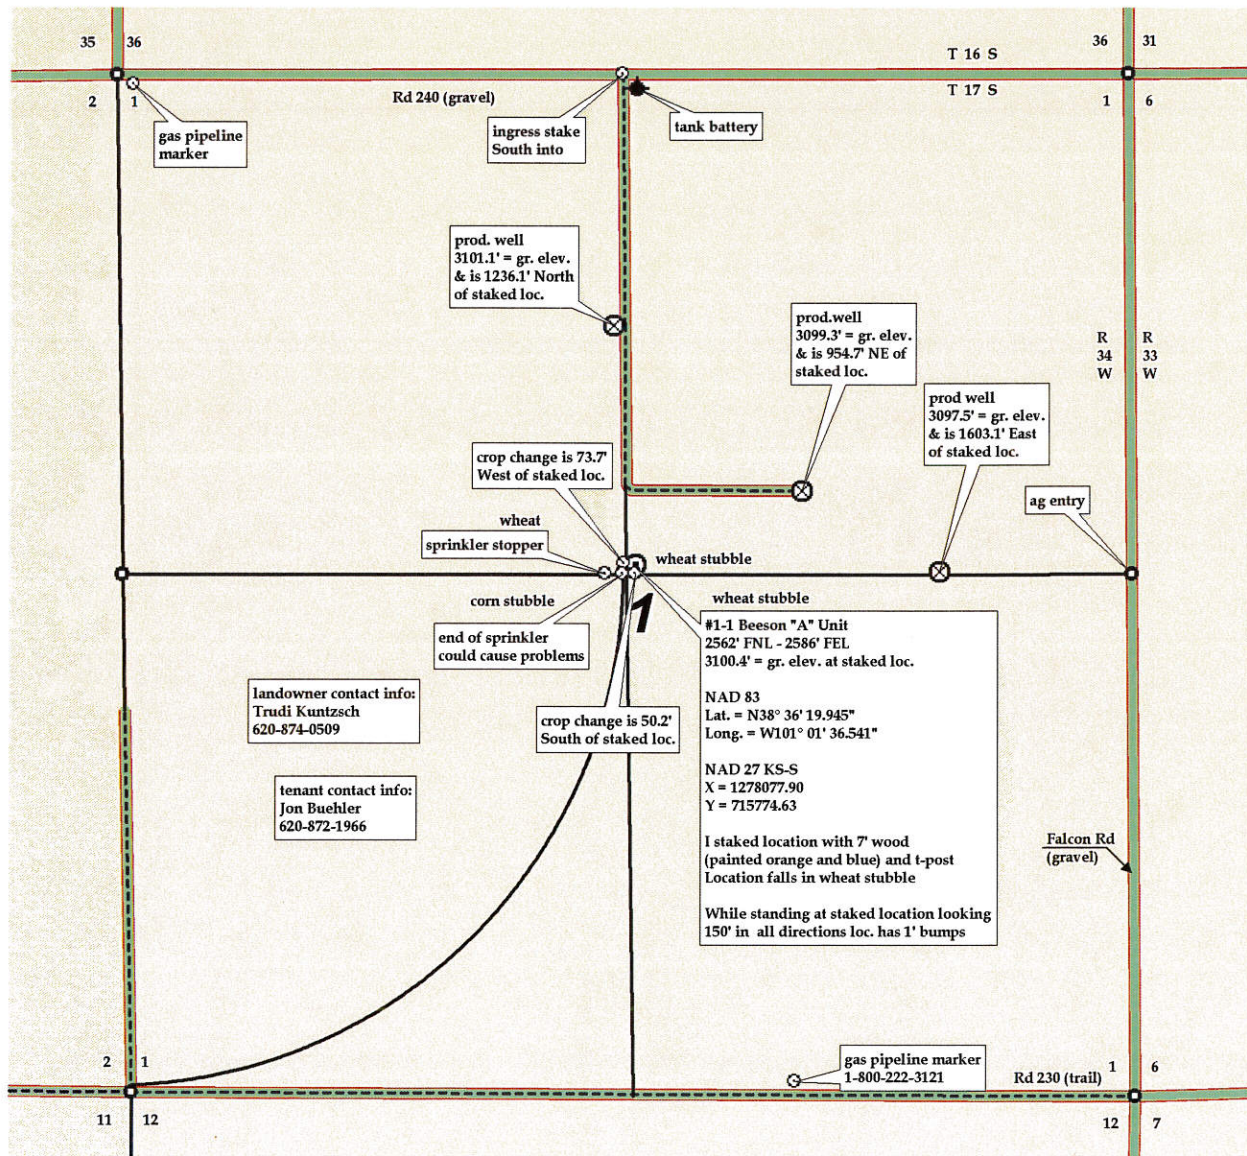 35 36
36 31
T 16 S
T 17 S
2 1
Rd 240 (gravel)
1 6
gas pipeline
marker
ingress stake
South into
tank battery
prod. well
3101.1' = gr. elev.
& is 1236.1' North
of staked loc.
prod.well
3099.3' = gr. elev.
& is 954.7' NE of
staked loc.
R R
34 33
W W
prod well
3097.5' = gr. elev.
& is 1603.1' East
of staked loc.
crop change is 73.7'
West of staked loc.
ag entry
wheat
sprinkler stopper
wheat stubble
corn stubble
1
wheat stubble
end of sprinkler
could cause problems
#1-1 Beeson "A" Unit
2562' FNL - 2586' FEL
3100.4' = gr. elev. at staked loc.
NAD 83
Lat. = N38° 36' 19.945"
Long. = W101° 01' 36.541"
NAD 27 KS-S
X = 1278077.90
Y = 715774.63
I staked location with 7' wood
(painted orange and blue) and t-post
Location falls in wheat stubble
While standing at staked location looking
150' in all directions loc. has 1' bumps
landowner contact info:
Trudi Kuntzsch
620-874-0509
crop change is 50.2'
South of staked loc.
tenant contact info:
Jon Buehler
620-872-1966
Falcon Rd
(gravel)
2 1
gas pipeline marker
1-800-222-3121
Rd 230 (trail)
1 6
11 12
12 7